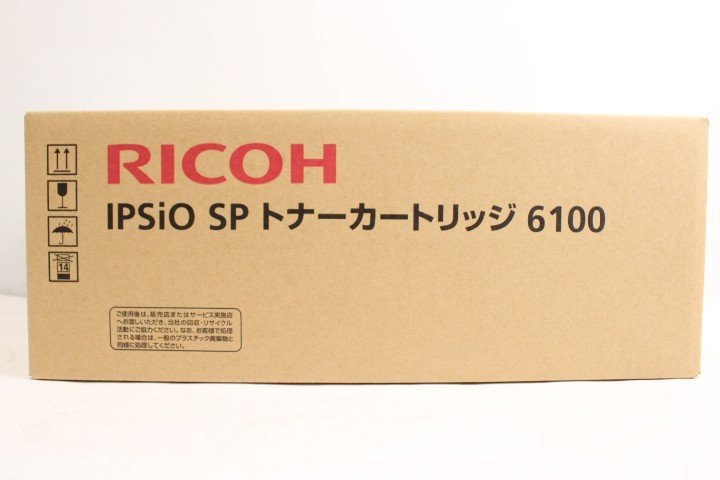 RICOH
IPSiO SP トナーカートリッジ 6100
14
ご使用後は、販売店またはサービス実施店
へお渡しいただき、当社の回収・リサイクル
活動にご協力ください。なお、お客様で処理
される場合は、一般のプラスチック廃棄物と
同様に処理してください。